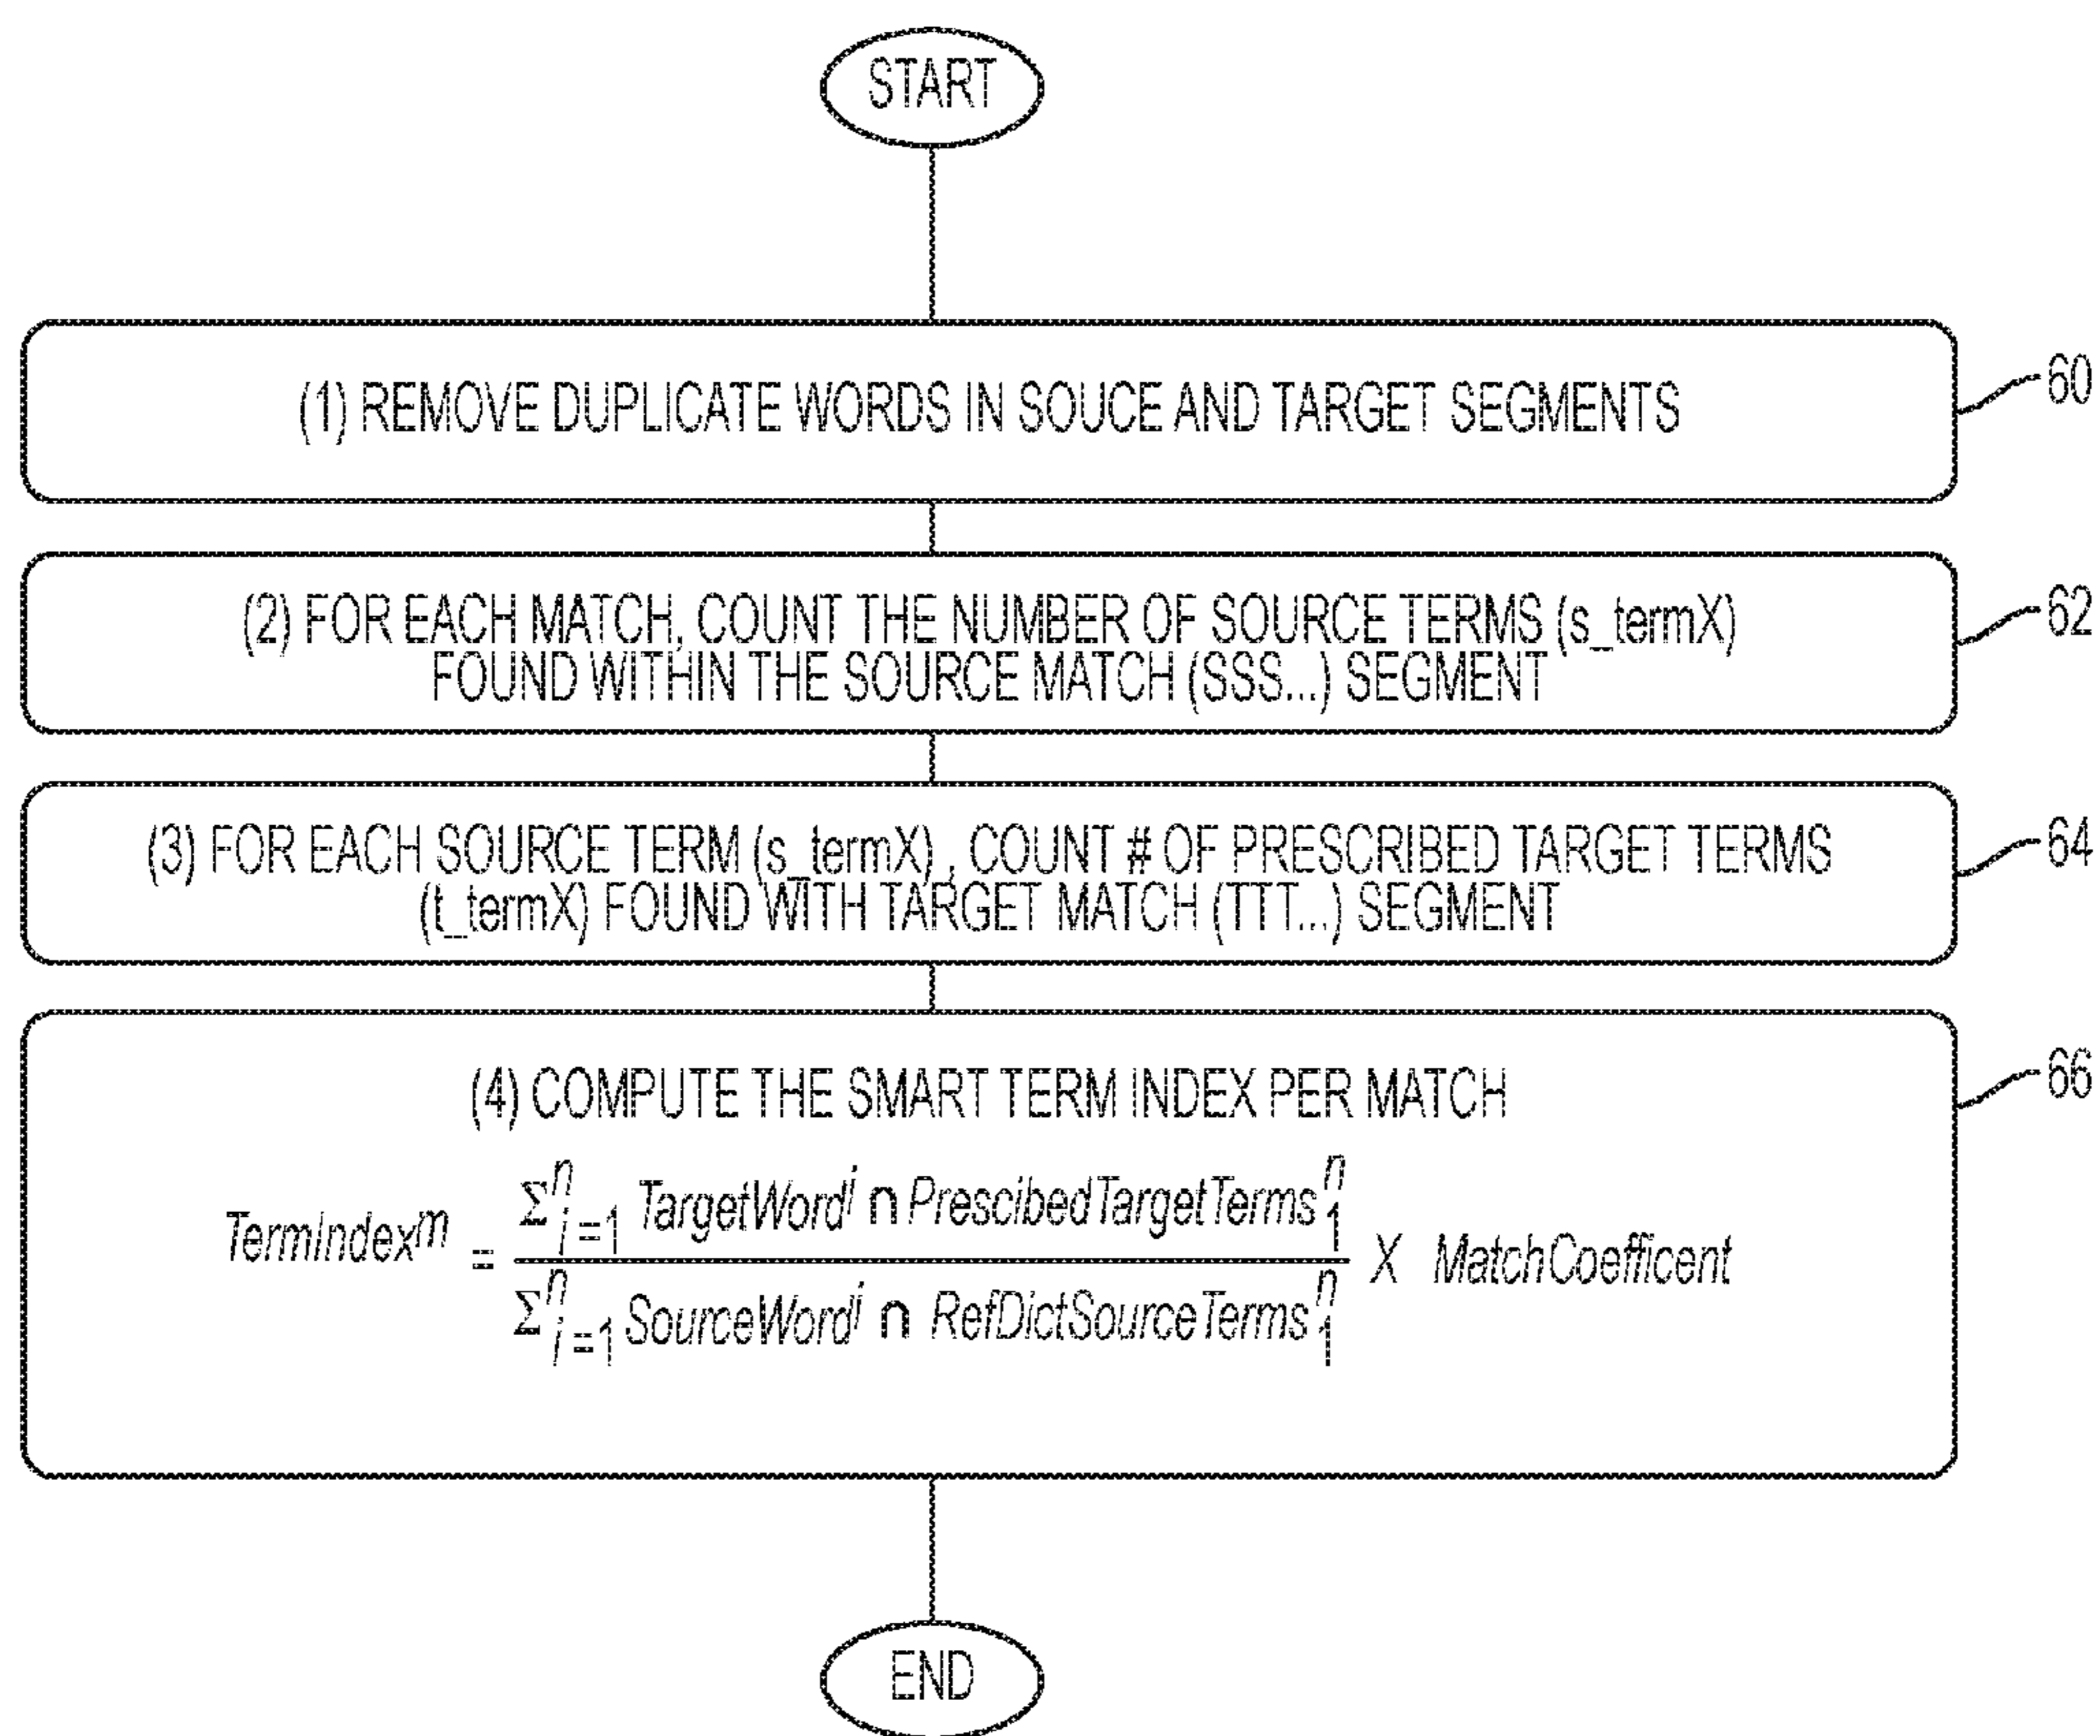 START
(1) REMOVE DUPLICATE WORDS IN SOUCE AND TARGET SEGMENTS
60
(2) FOR EACH MATCH, COUNT THE NUMBER OF SOURCE TERMS (s_termX)
FOUND WITHIN THE SOURCE MATCH (SSS...) SEGMENT
62
(3) FOR EACH SOURCE TERM (s_termX) , COUNT # OF PRESCRIBED TARGET TERMS
(t_termX) FOUND WITH TARGET MATCH (TTT...) SEGMENT
64
(4) COMPUTE THE SMART TERM INDEX PER MATCH
66
TermIndex^m = (Σ^n_i=1 TargetWord^i ∩ PrescibedTargetTerms^n_1) / (Σ^n_i=1 SourceWord^i ∩ RefDictSourceTerms^n_1) X MatchCoefficent
END